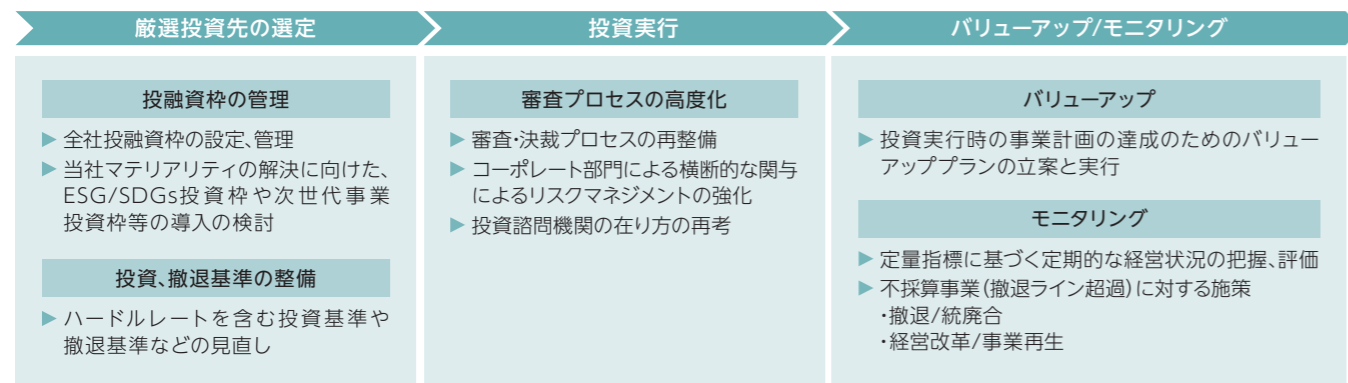 厳選投資先の選定
投融資枠の管理
▶ 全社投融資枠の設定、管理
▶ 当社マテリアリティの解決に向けた、
ESG/SDGs投資枠や次世代事業
投資枠等の導入の検討
投資、撤退基準の整備
▶ ハードルレートを含む投資基準や
撤退基準などの見直し
投資実行
審査プロセスの高度化
▶ 審査・決裁プロセスの再整備
▶ コーポレート部門による横断的な関与
によるリスクマネジメントの強化
▶ 投資諮問機関の在り方の再考
バリューアップ/モニタリング
バリューアップ
▶ 投資実行時の事業計画の達成のためのバリュー
アッププランの立案と実行
モニタリング
▶ 定量指標に基づく定期的な経営状況の把握、評価
▶ 不採算事業(撤退ライン超過)に対する施策
・撤退/統廃合
・経営改革/事業再生